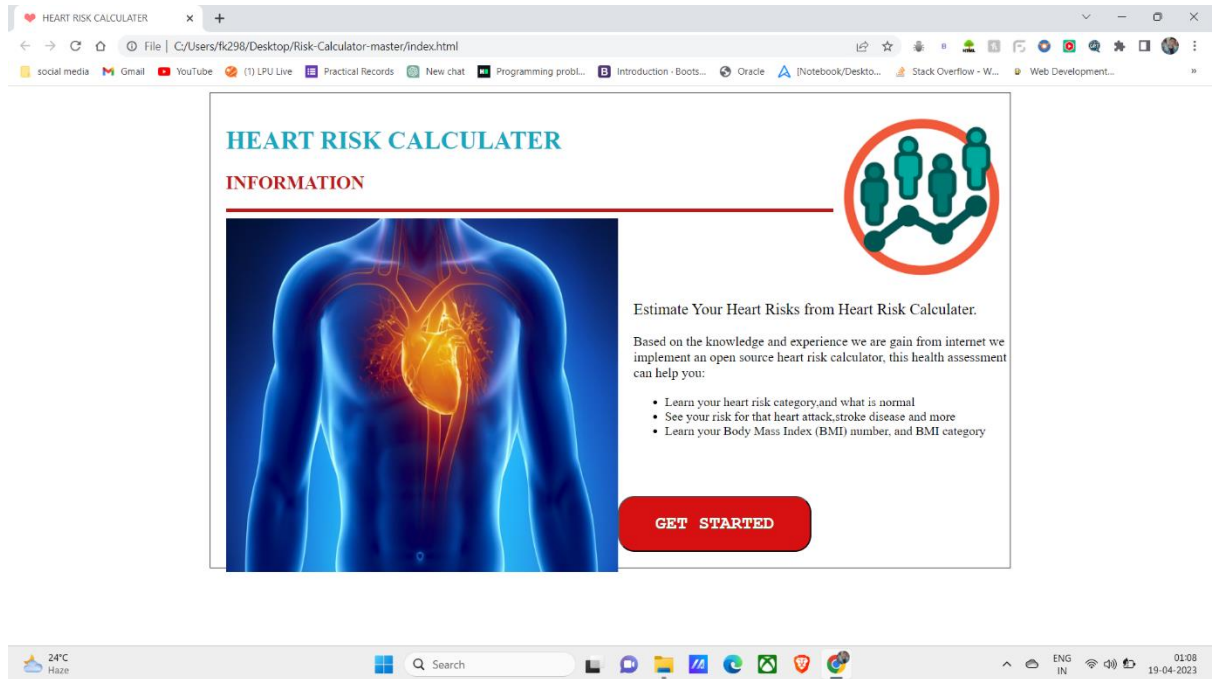 HEART RISK CALCULATER
File | C:/Users/fk298/Desktop/Risk-Calculator-master/index.html
social media Gmail YouTube (1) LPU Live Practical Records New chat Programming probl... Introduction · Boots... Oracle [Notebook/Deskto... Stack Overflow - W... Web Development... »
HEART RISK CALCULATER
INFORMATION
Estimate Your Heart Risks from Heart Risk Calculater.
Based on the knowledge and experience we are gain from internet we
implement an open source heart risk calculator, this health assessment
can help you:
• Learn your heart risk category,and what is normal
• See your risk for that heart attack,stroke disease and more
• Learn your Body Mass Index (BMI) number, and BMI category
GET STARTED
24°C
Haze
Search
ENG
IN
01:08
19-04-2023